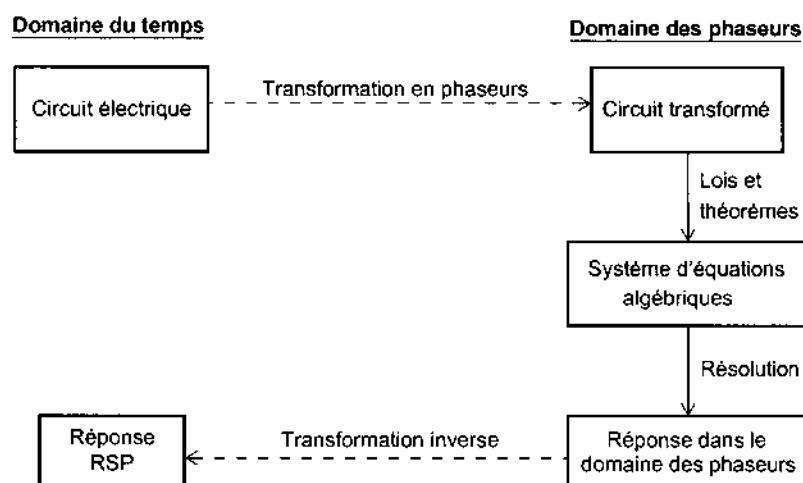 Domaine du temps
Domaine des phaseurs
Circuit électrique
Transformation en phaseurs
Circuit transformé
Lois et
théorèmes
Système d'équations
algébriques
Résolution
Réponse
RSP
Transformation inverse
Réponse dans le
domaine des phaseurs